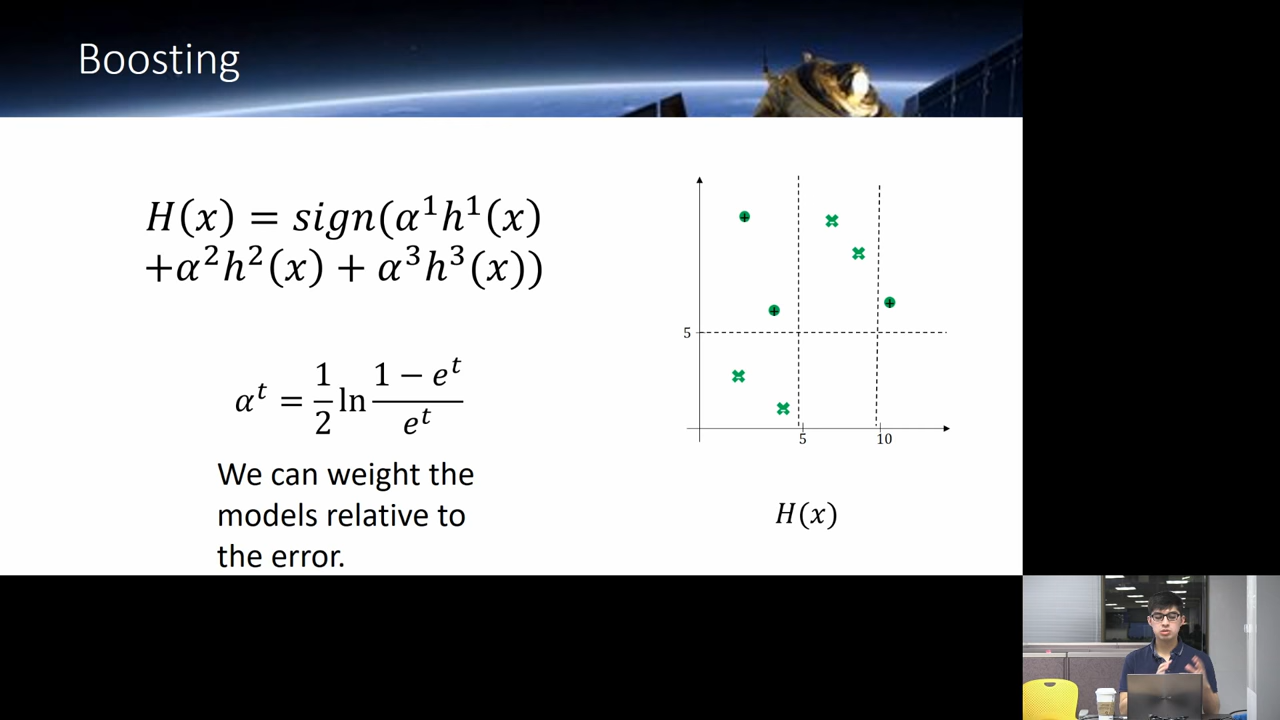 Boosting
H(x) = sign(α¹h¹(x)
+α²h²(x) + α³h³(x))
αᵗ = 1/2 ln (1 − eᵗ)/eᵗ
We can weight the
models relative to
the error.
5
5 10
H(x)